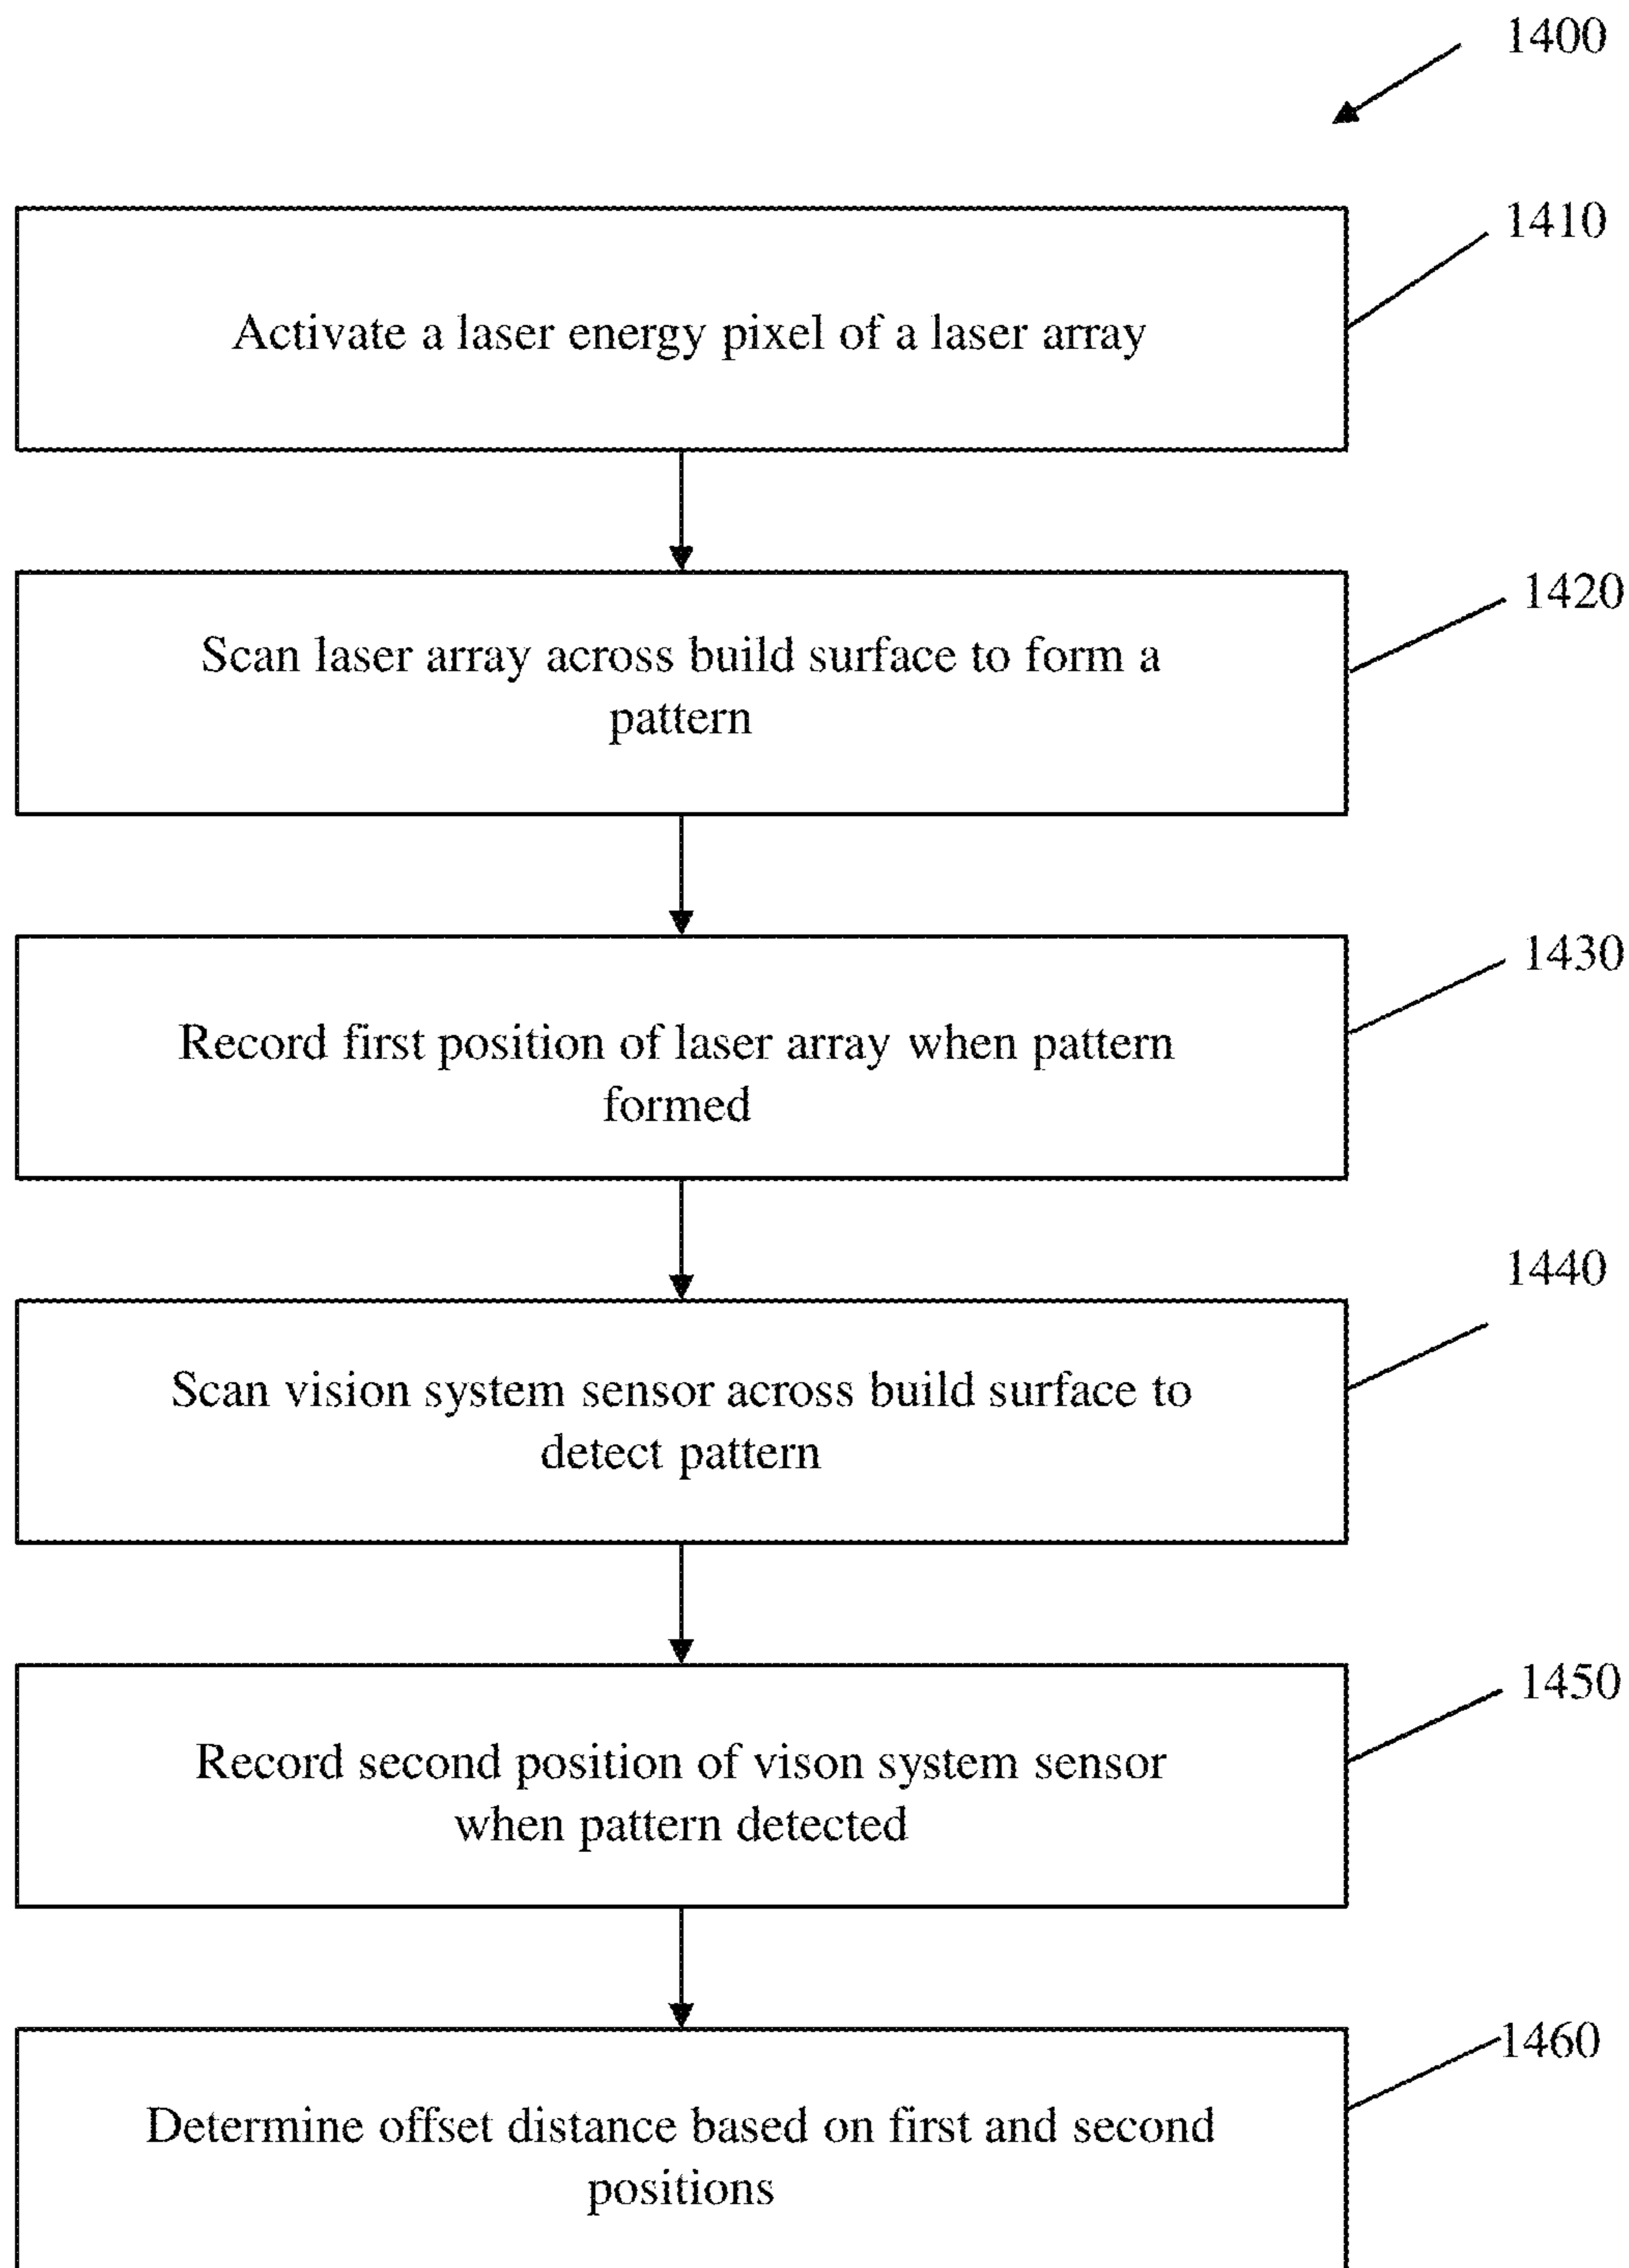 1400
1410
Activate a laser energy pixel of a laser array
1420
Scan laser array across build surface to form a
pattern
1430
Record first position of laser array when pattern
formed
1440
Scan vision system sensor across build surface to
detect pattern
1450
Record second position of vison system sensor
when pattern detected
1460
Determine offset distance based on first and second
positions